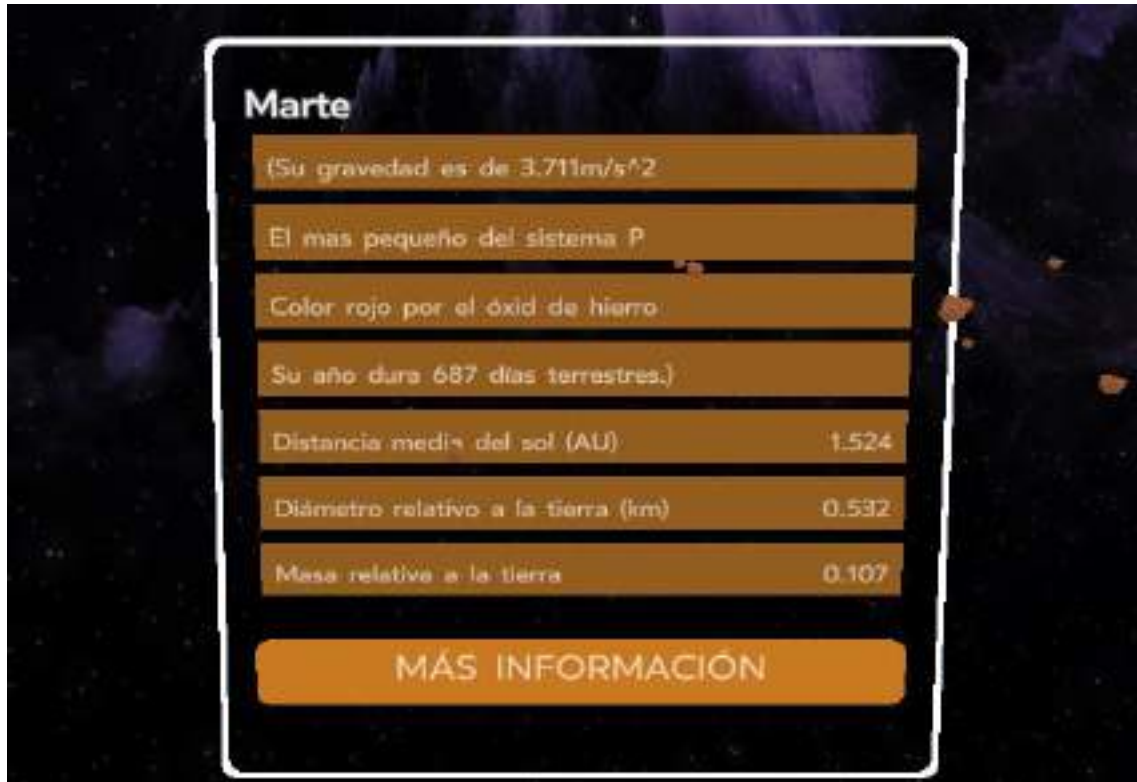 Marte
(Su gravedad es de 3.711m/s^2
El mas pequeño del sistema P
Color rojo por el óxid de hierro
Su año dura 687 días terrestres.)
Distancia media del sol (AU) 1.524
Diámetro relativo a la tierra (km) 0.532
Masa relativa a la tierra 0.107
MÁS INFORMACIÓN